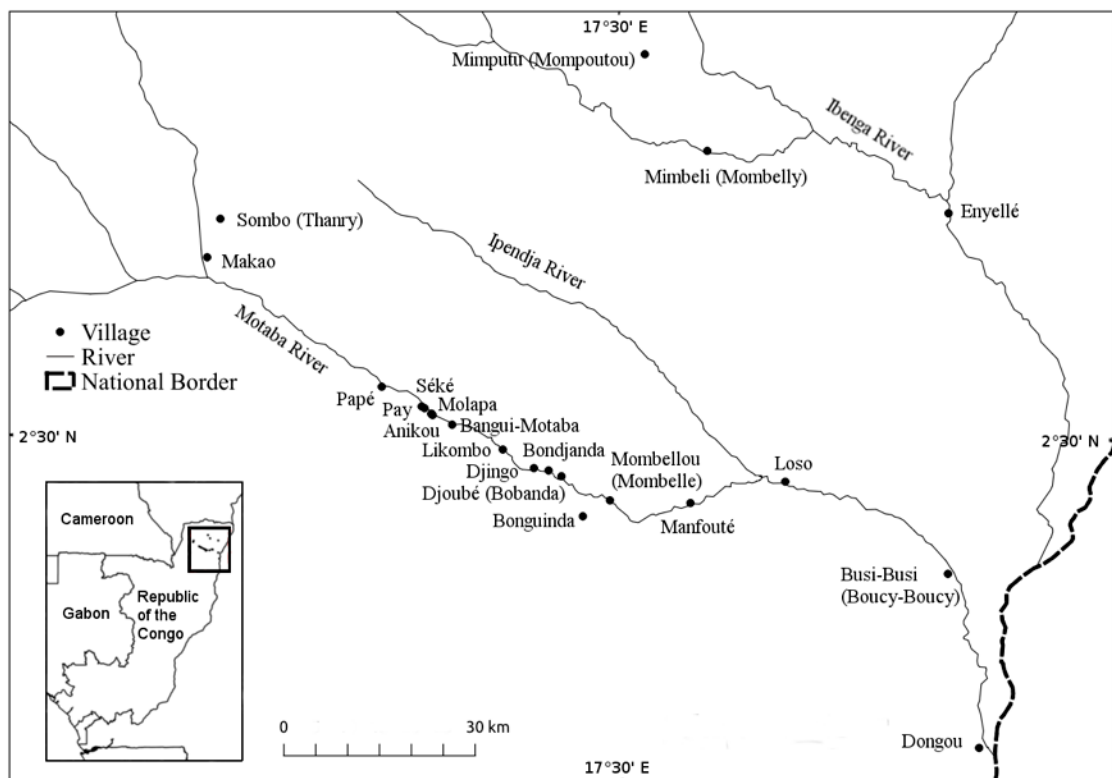 17°30' E
Mimputu (Mompoutou)
Ibenga River
Mimbeli (Mombelly)
Enyellé
Sombo (Thanry)
Makao
Ipendja River
Motaba River
Village
River
National Border
Papé
Séké
Pay
Molapa
Anikou
Bangui-Motaba
2°30' N
2°30' N
Likombo
Bondjanda
Mombellou
(Mombelle)
Loso
Djingo
Djoubé (Bobanda)
Bonguinda
Manfouté
Cameroon
Gabon
Republic
of the
Congo
Busi-Busi
(Boucy-Boucy)
0
30 km
Dongou
17°30' E